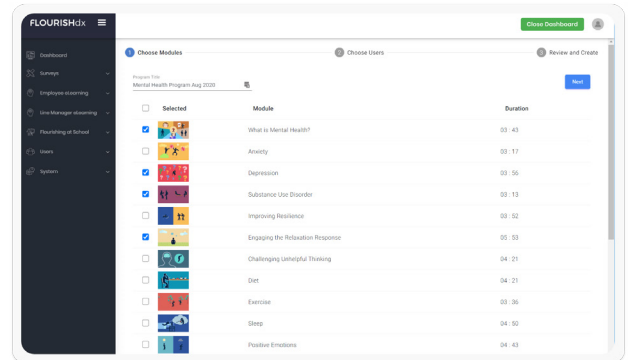 FLOURISHdx
Close Dashboard
Dashboard
Surveys
Employee eLearning
Line Manager eLearning
Flourishing at School
Users
System
1 Choose Modules
2 Choose Users
3 Review and Create
Program Title
Mental Health Program Aug 2020
Next
Selected Module Duration
What is Mental Health? 03 : 43
Anxiety 03 : 17
Depression 03 : 56
Substance Use Disorder 03 : 13
Improving Resilience 03 : 52
Engaging the Relaxation Response 05 : 53
Challenging Unhelpful Thinking 04 : 21
Diet 04 : 21
Exercise 03 : 36
Sleep 04 : 50
Positive Emotions 04 : 43